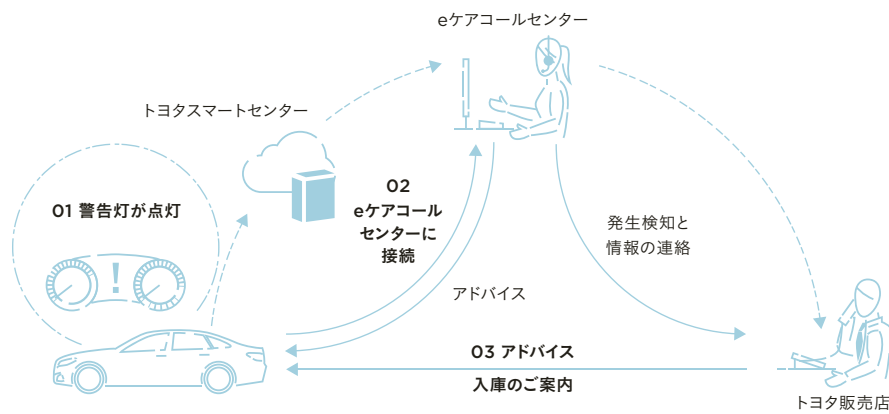 eケアコールセンター
トヨタスマートセンター
01 警告灯が点灯
!
02
eケアコール
センターに
接続
発生検知と
情報の連絡
アドバイス
03 アドバイス
入庫のご案内
トヨタ販売店